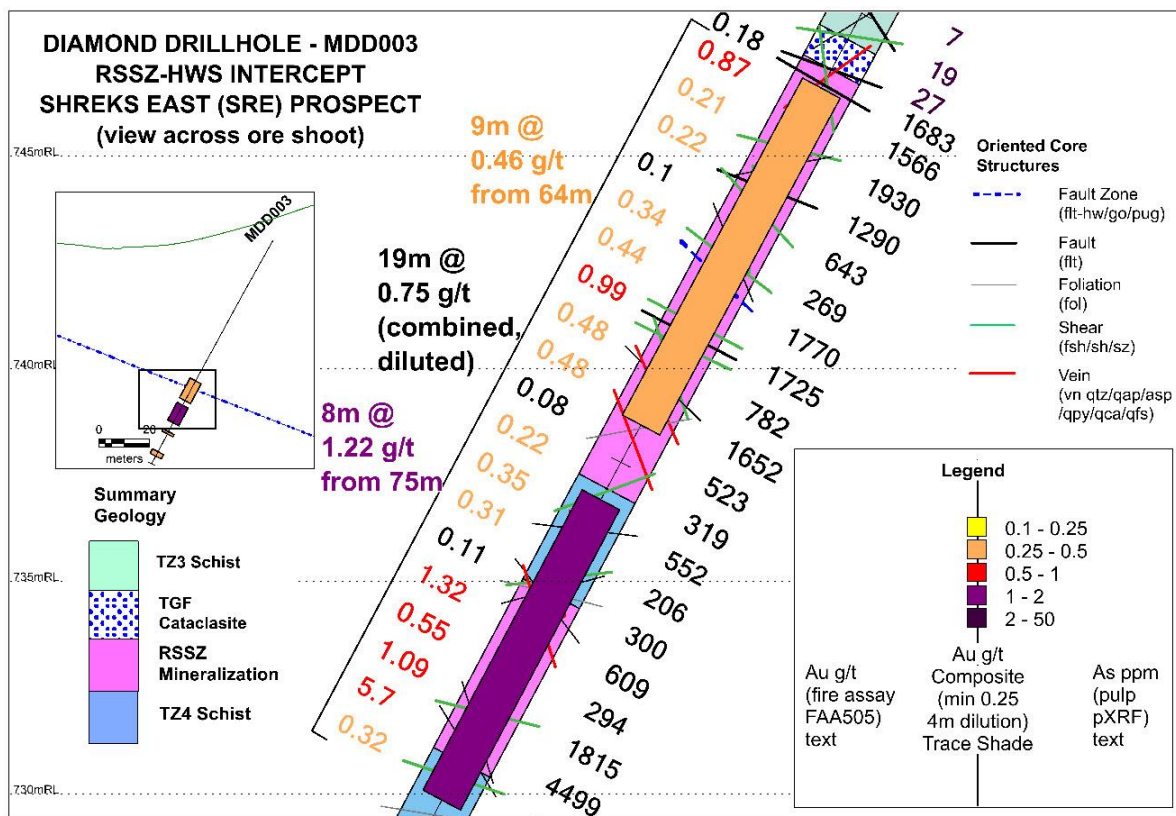 DIAMOND DRILLHOLE - MDD003
RSSZ-HWS INTERCEPT
SHREKS EAST (SRE) PROSPECT
(view across ore shoot)
745mRL
740mRL
735mRL
730mRL
MDD003
0 20
meters
9m @
0.46 g/t
from 64m
19m @
0.75 g/t
(combined,
diluted)
8m @
1.22 g/t
from 75m
0.18
0.87
0.21
0.22
0.1
0.34
0.44
0.99
0.48
0.48
0.08
0.22
0.35
0.31
0.11
1.32
0.55
1.09
5.7
0.32
7
19
27
1683
1566
1930
1290
643
269
1770
1725
782
1652
523
319
552
206
300
609
294
1815
4499
Oriented Core
Structures
Fault Zone
(flt-hw/go/pug)
Fault
(flt)
Foliation
(fol)
Shear
(fsh/sh/sz)
Vein
(vn qtz/qap/asp
/qpy/qca/qfs)
Summary
Geology
TZ3 Schist
TGF
Cataclasite
RSSZ
Mineralization
TZ4 Schist
Legend
0.1 - 0.25
0.25 - 0.5
0.5 - 1
1 - 2
2 - 50
Au g/t
(fire assay
FAA505)
text
Au g/t
Composite
(min 0.25
4m dilution)
Trace Shade
As ppm
(pulp
pXRF)
text